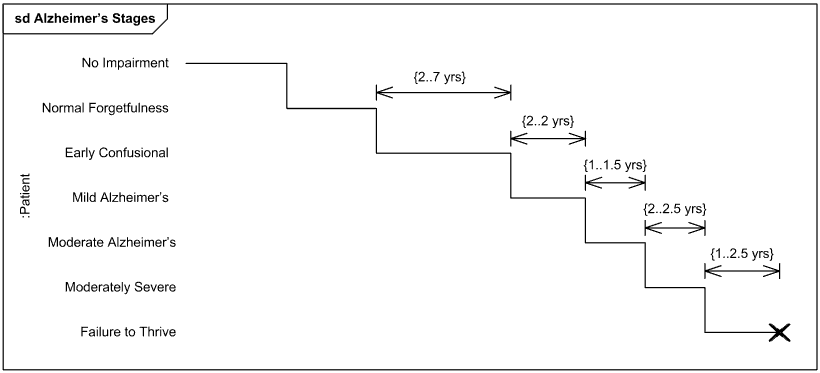 sd Alzheimer's Stages
No Impairment
{2..7 yrs}
Normal Forgetfulness
{2..2 yrs}
Early Confusional
{1..1.5 yrs}
:Patient
Mild Alzheimer's
{2..2.5 yrs}
Moderate Alzheimer's
{1..2.5 yrs}
Moderately Severe
Failure to Thrive